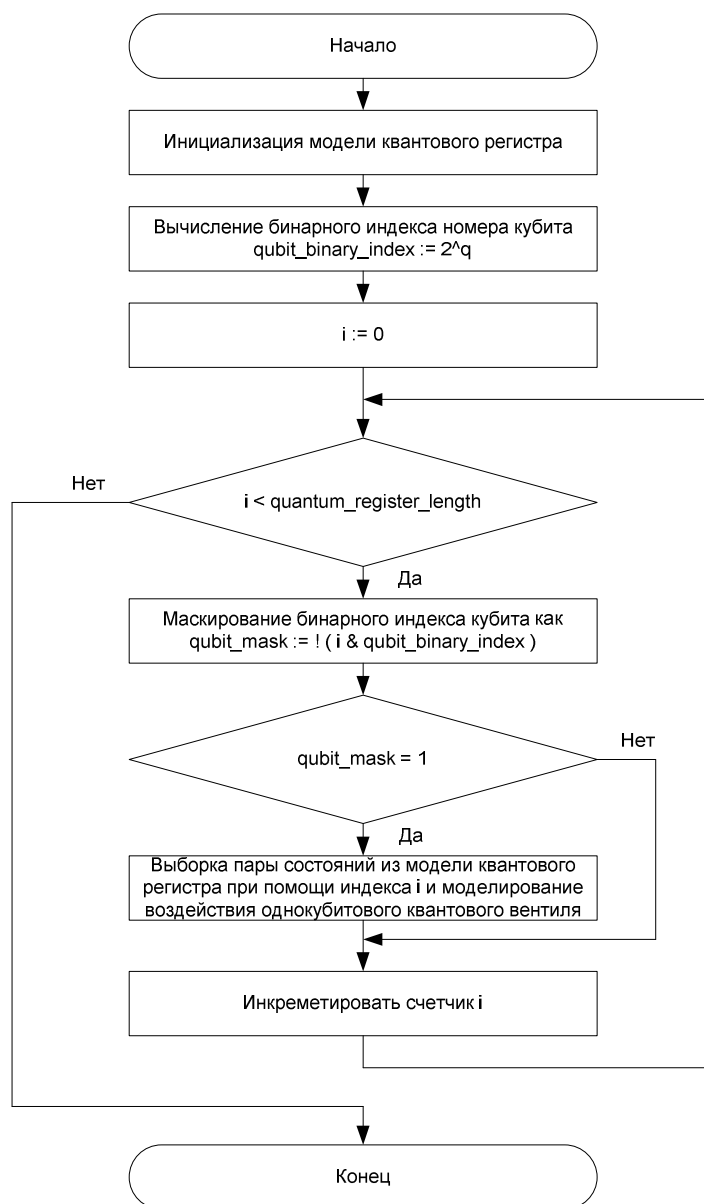 Начало
Инициализация модели квантового регистра
Вычисление бинарного индекса номера кубита
qubit_binary_index := 2^q
i := 0
Нет
i < quantum_register_length
Да
Маскирование бинарного индекса кубита как
qubit_mask := ! ( i & qubit_binary_index )
Нет
qubit_mask = 1
Да
Выборка пары состояний из модели квантового
регистра при помощи индекса i и моделирование
воздействия однокубитового квантового вентиля
Инкреметировать счетчик i
Конец